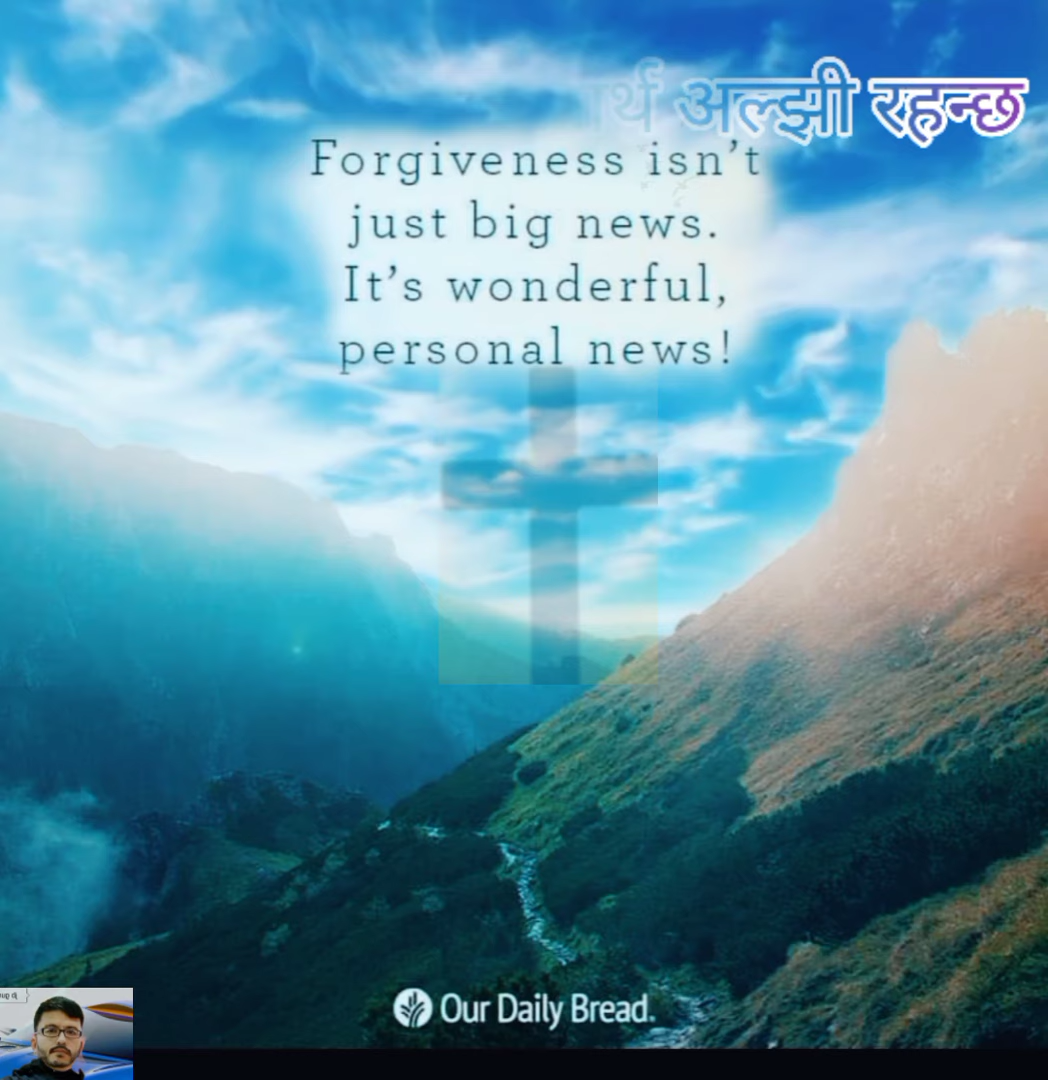 अल्झी रहन्छ
Forgiveness isn't
just big news.
It's wonderful,
personal news!
Our Daily Bread.